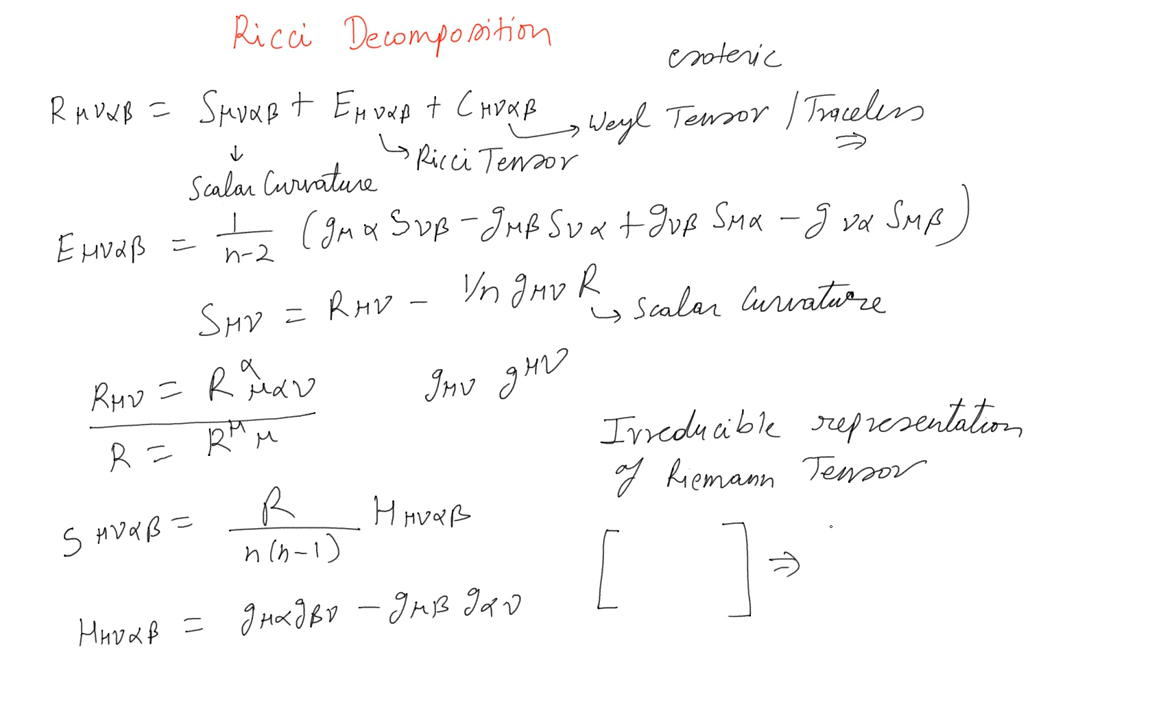 Ricci Decomposition
esoteric
Rμναβ = Sμναβ + Eμναβ + Cμναβ → Weyl Tensor / Traceless ⇒
↓ Scalar Curvature
↳ Ricci Tensor
Eμναβ = 1/(n-2) (gμα Sνβ - gμβ Sνα + gνβ Sμα - gνα Sμβ)
Sμν = Rμν - 1/n gμν R ↳ Scalar Curvature
Rμν = R^α μαν
gμν g^μν
R = R^μ μ
Irreducible representation
of Riemann Tensor
Sμναβ = R/(n(n-1)) Hμναβ
[ ] ⇒
Hμναβ = gμα gβν - gμβ gαν